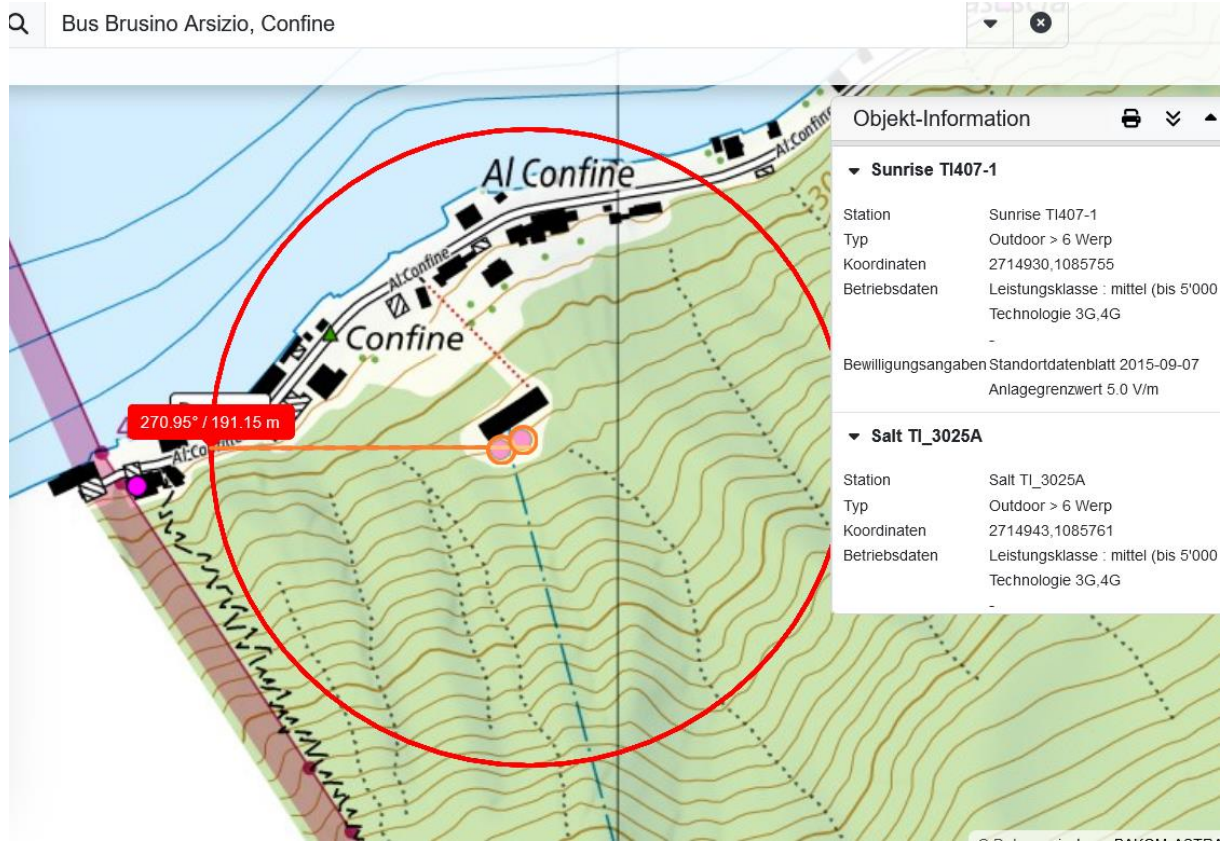 Bus Brusino Arsizio, Confine
Objekt-Information
Al Confine
Al Confine
Al Confine
Confine
270.95° / 191.15 m
Sunrise TI407-1
Station Sunrise TI407-1
Typ Outdoor > 6 Werp
Koordinaten 2714930,1085755
Betriebsdaten Leistungsklasse : mittel (bis 5'000
Technologie 3G,4G
-
Bewilligungsangaben Standortdatenblatt 2015-09-07
Anlagegrenzwert 5.0 V/m
Salt TI_3025A
Station Salt TI_3025A
Typ Outdoor > 6 Werp
Koordinaten 2714943,1085761
Betriebsdaten Leistungsklasse : mittel (bis 5'000
Technologie 3G,4G
-